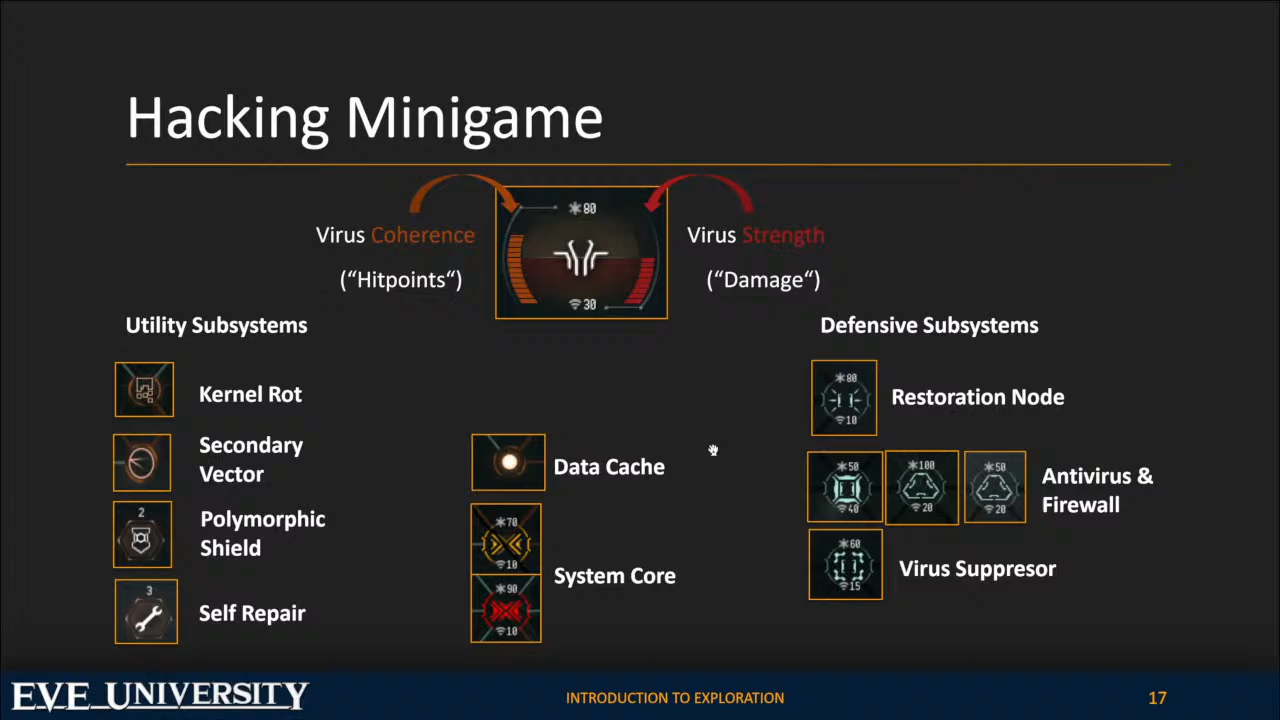 Hacking Minigame
80
Virus Coherence
("Hitpoints")
30
Virus Strength
("Damage")
Utility Subsystems
Kernel Rot
Secondary
Vector
2
Polymorphic
Shield
3
Self Repair
Data Cache
70
10
System Core
90
10
Defensive Subsystems
80
10
Restoration Node
50
40
100
20
50
20
Antivirus &
Firewall
60
15
Virus Suppresor
EVE UNIVERSITY
INTRODUCTION TO EXPLORATION
17